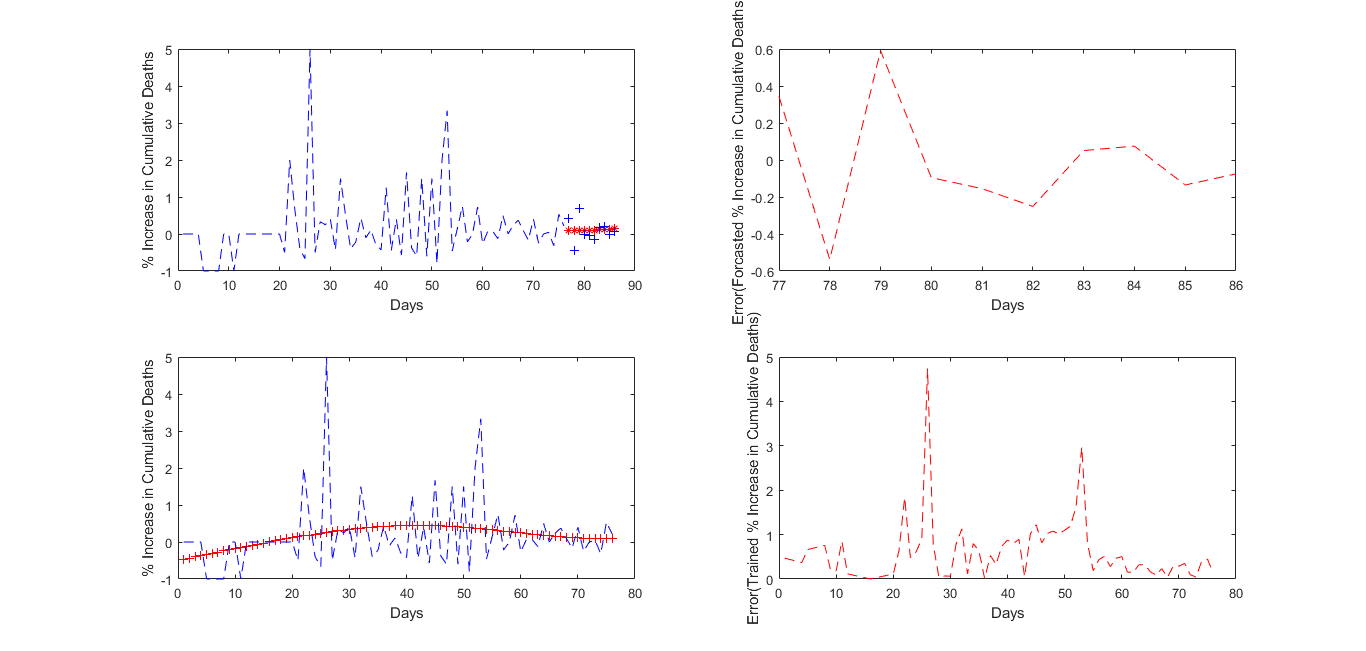 % Increase in Cumulative Deaths
5
4
3
2
1
0
-1
0 10 20 30 40 50 60 70 80 90
Days
Error(Forcasted % Increase in Cumulative Deaths)
0.6
0.4
0.2
0
-0.2
-0.4
-0.6
77 78 79 80 81 82 83 84 85 86
Days
% Increase in Cumulative Deaths
5
4
3
2
1
0
-1
0 10 20 30 40 50 60 70 80
Days
Error(Trained % Increase in Cumulative Deaths)
5
4
3
2
1
0
0 10 20 30 40 50 60 70 80
Days